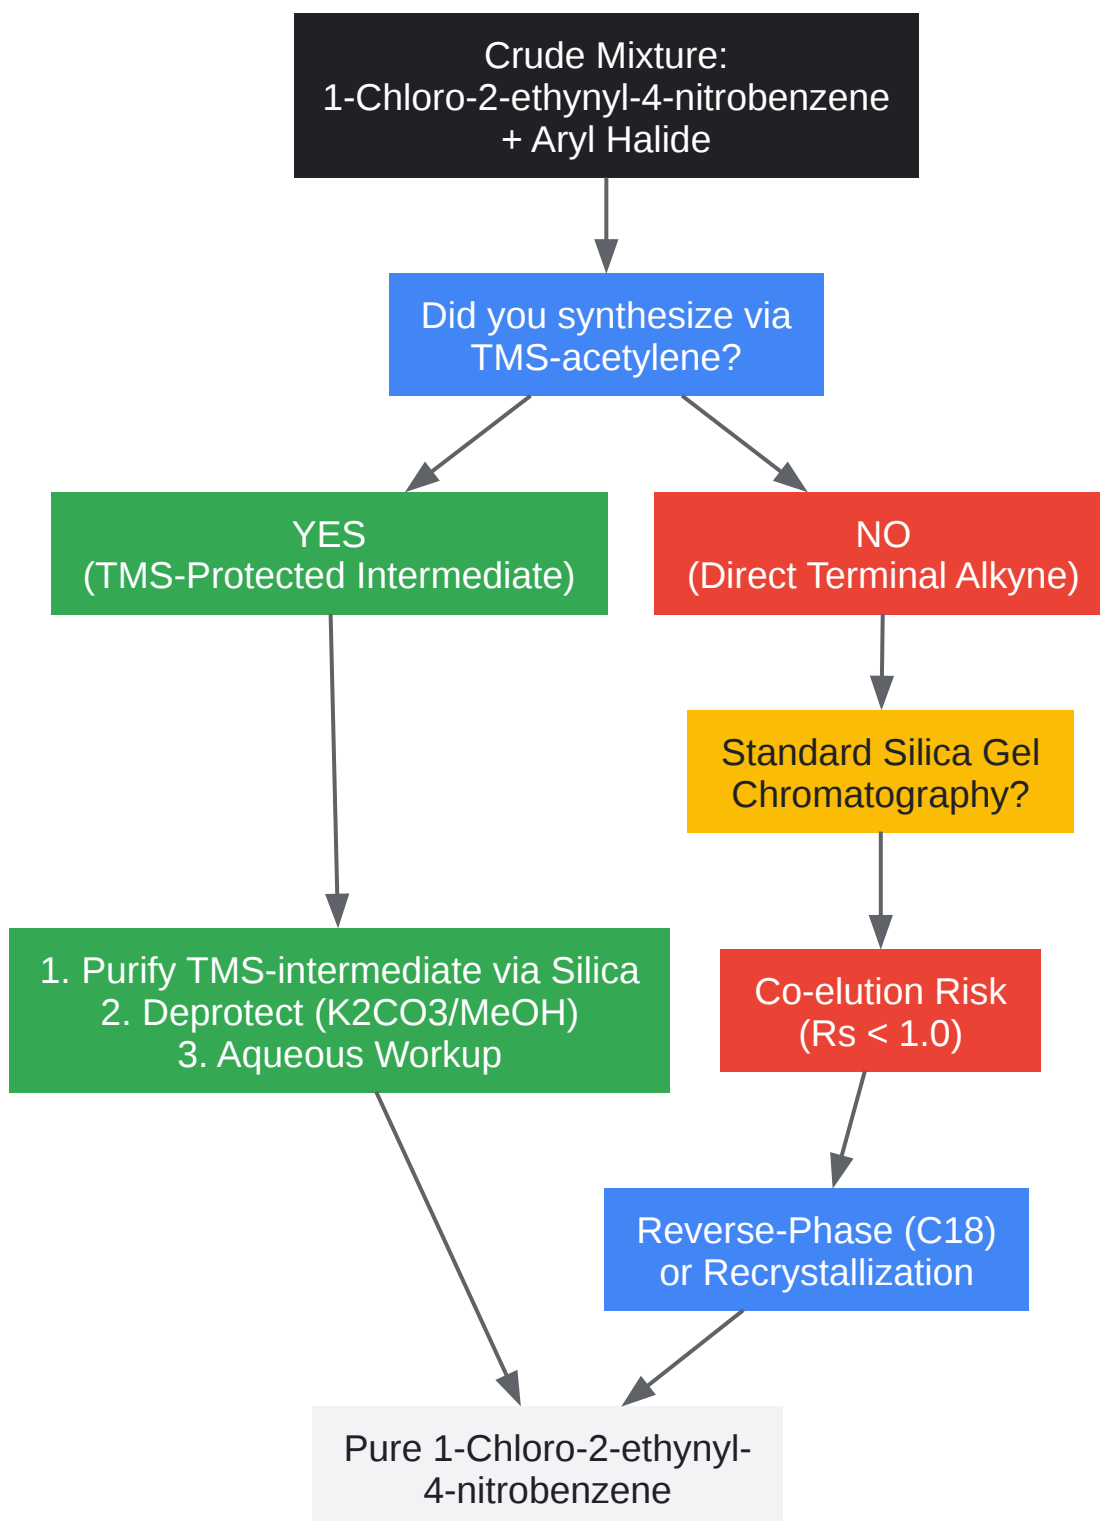 Crude Mixture:
1-Chloro-2-ethynyl-4-nitrobenzene
+ Aryl Halide
Did you synthesize via
TMS-acetylene?
YES
(TMS-Protected Intermediate)
NO
(Direct Terminal Alkyne)
Standard Silica Gel
Chromatography?
1. Purify TMS-intermediate via Silica
2. Deprotect (K2CO3/MeOH)
3. Aqueous Workup
Co-elution Risk
(Rs < 1.0)
Reverse-Phase (C18)
or Recrystallization
Pure 1-Chloro-2-ethynyl-
4-nitrobenzene